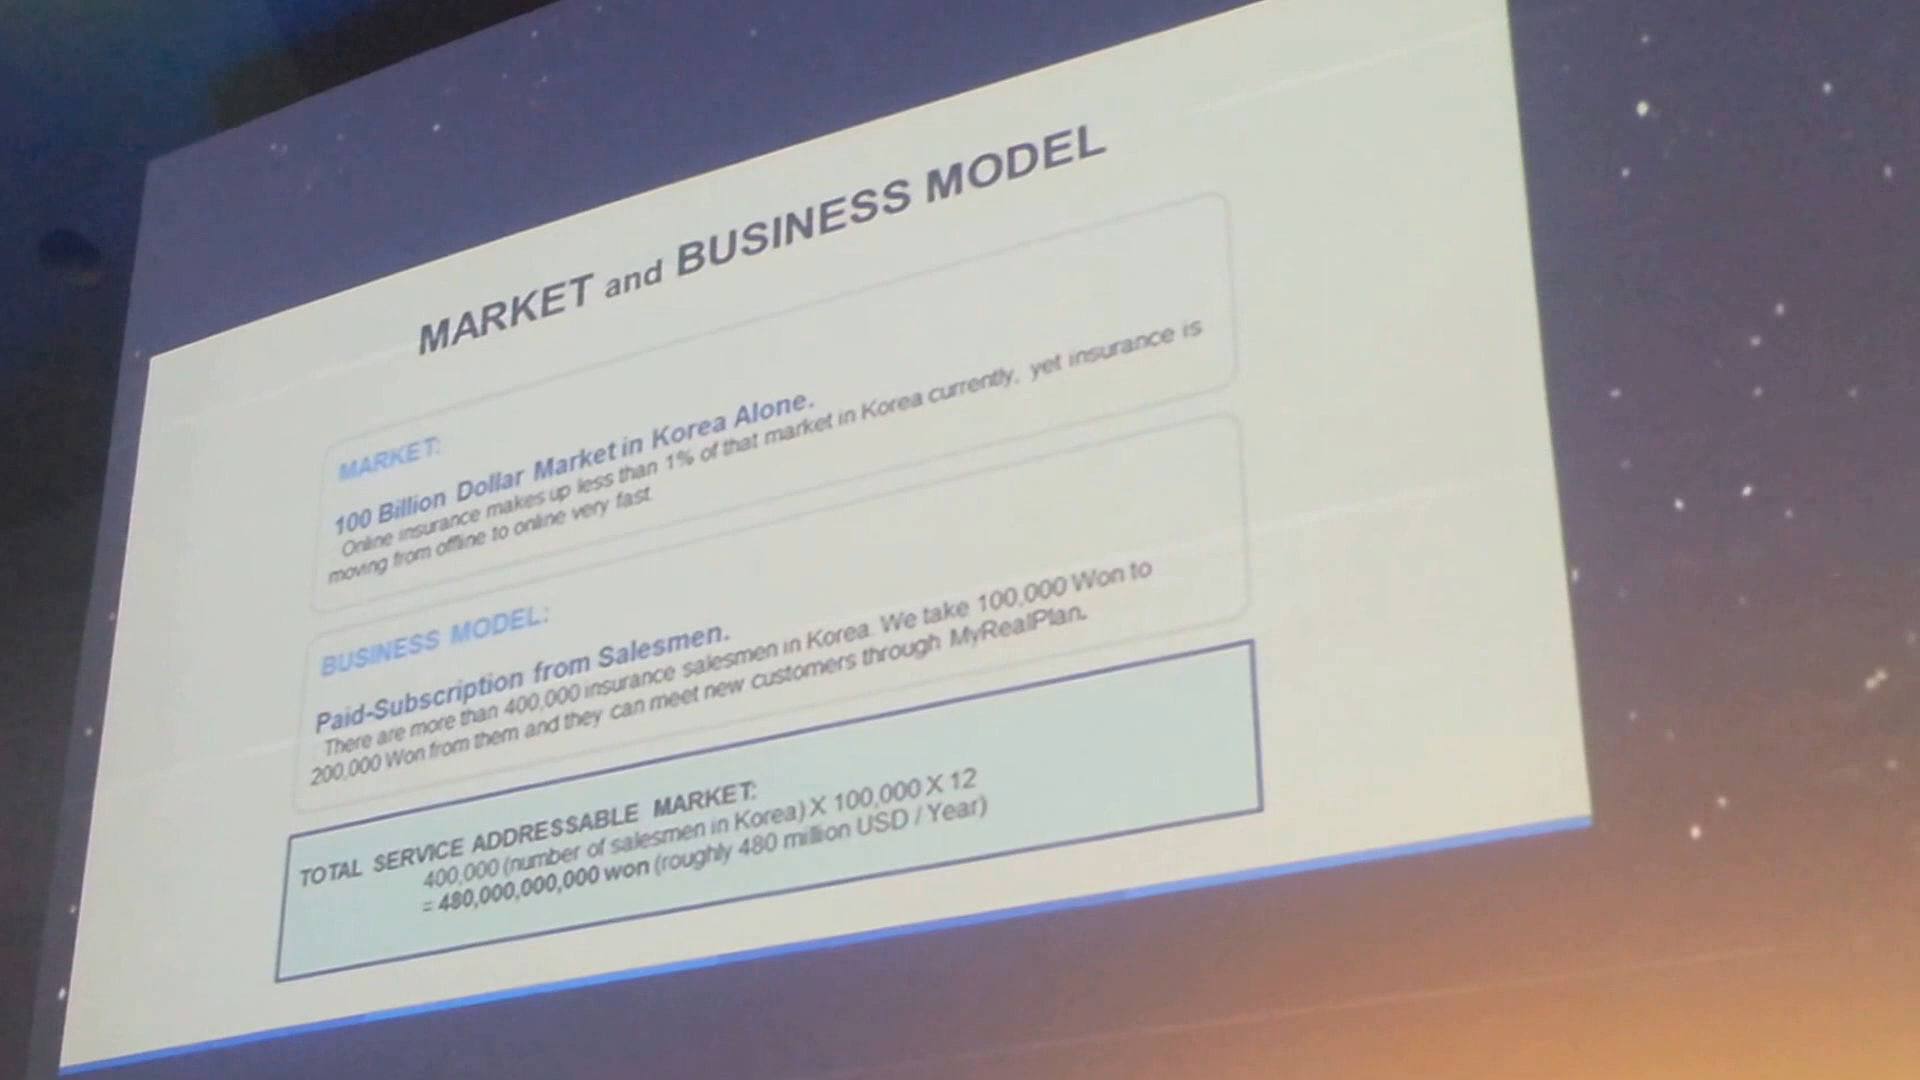 MARKET and BUSINESS MODEL
MARKET:
100 Billion Dollar Market in Korea Alone.
Online insurance makes up less than 1% of that market in Korea currently, yet insurance is
moving from offline to online very fast.
BUSINESS MODEL:
Paid-Subscription from Salesmen.
There are more than 400,000 insurance salesmen in Korea. We take 100,000 Won to
200,000 Won from them and they can meet new customers through MyRealPlan.
TOTAL SERVICE ADDRESSABLE MARKET:
400,000 (number of salesmen in Korea) X 100,000 X 12
= 480,000,000,000 won (roughly 480 million USD / Year)